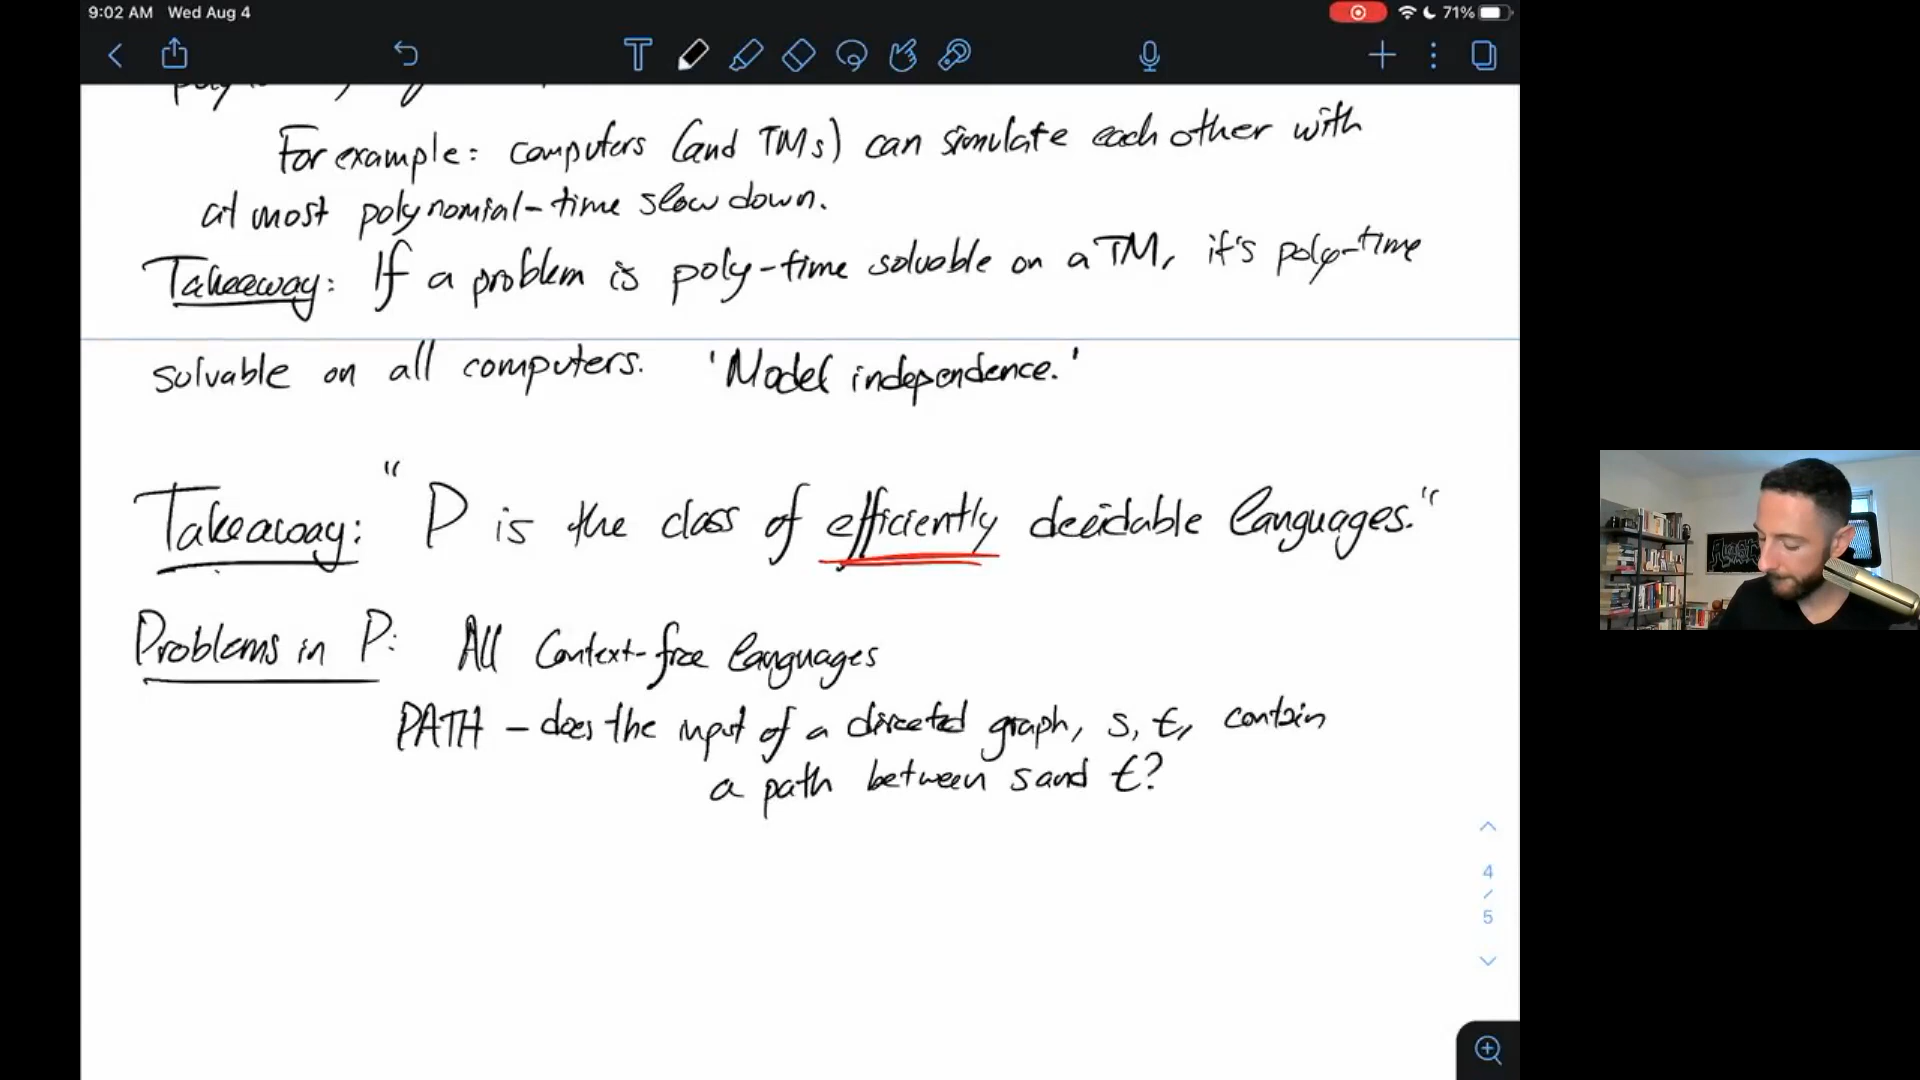 9:02 AM Wed Aug 4
71%
For example: computers (and TMs) can simulate each other with
at most polynomial-time slow down.
Takeaway: If a problem is poly-time solvable on a TM, it's poly-time
solvable on all computers. 'Model independence.'
Takeaway: "P is the class of efficiently decidable languages."
Problems in P: All Context-free languages
PATH - does the input of a directed graph, s, t, contain
a path between s and t?
4
/
5